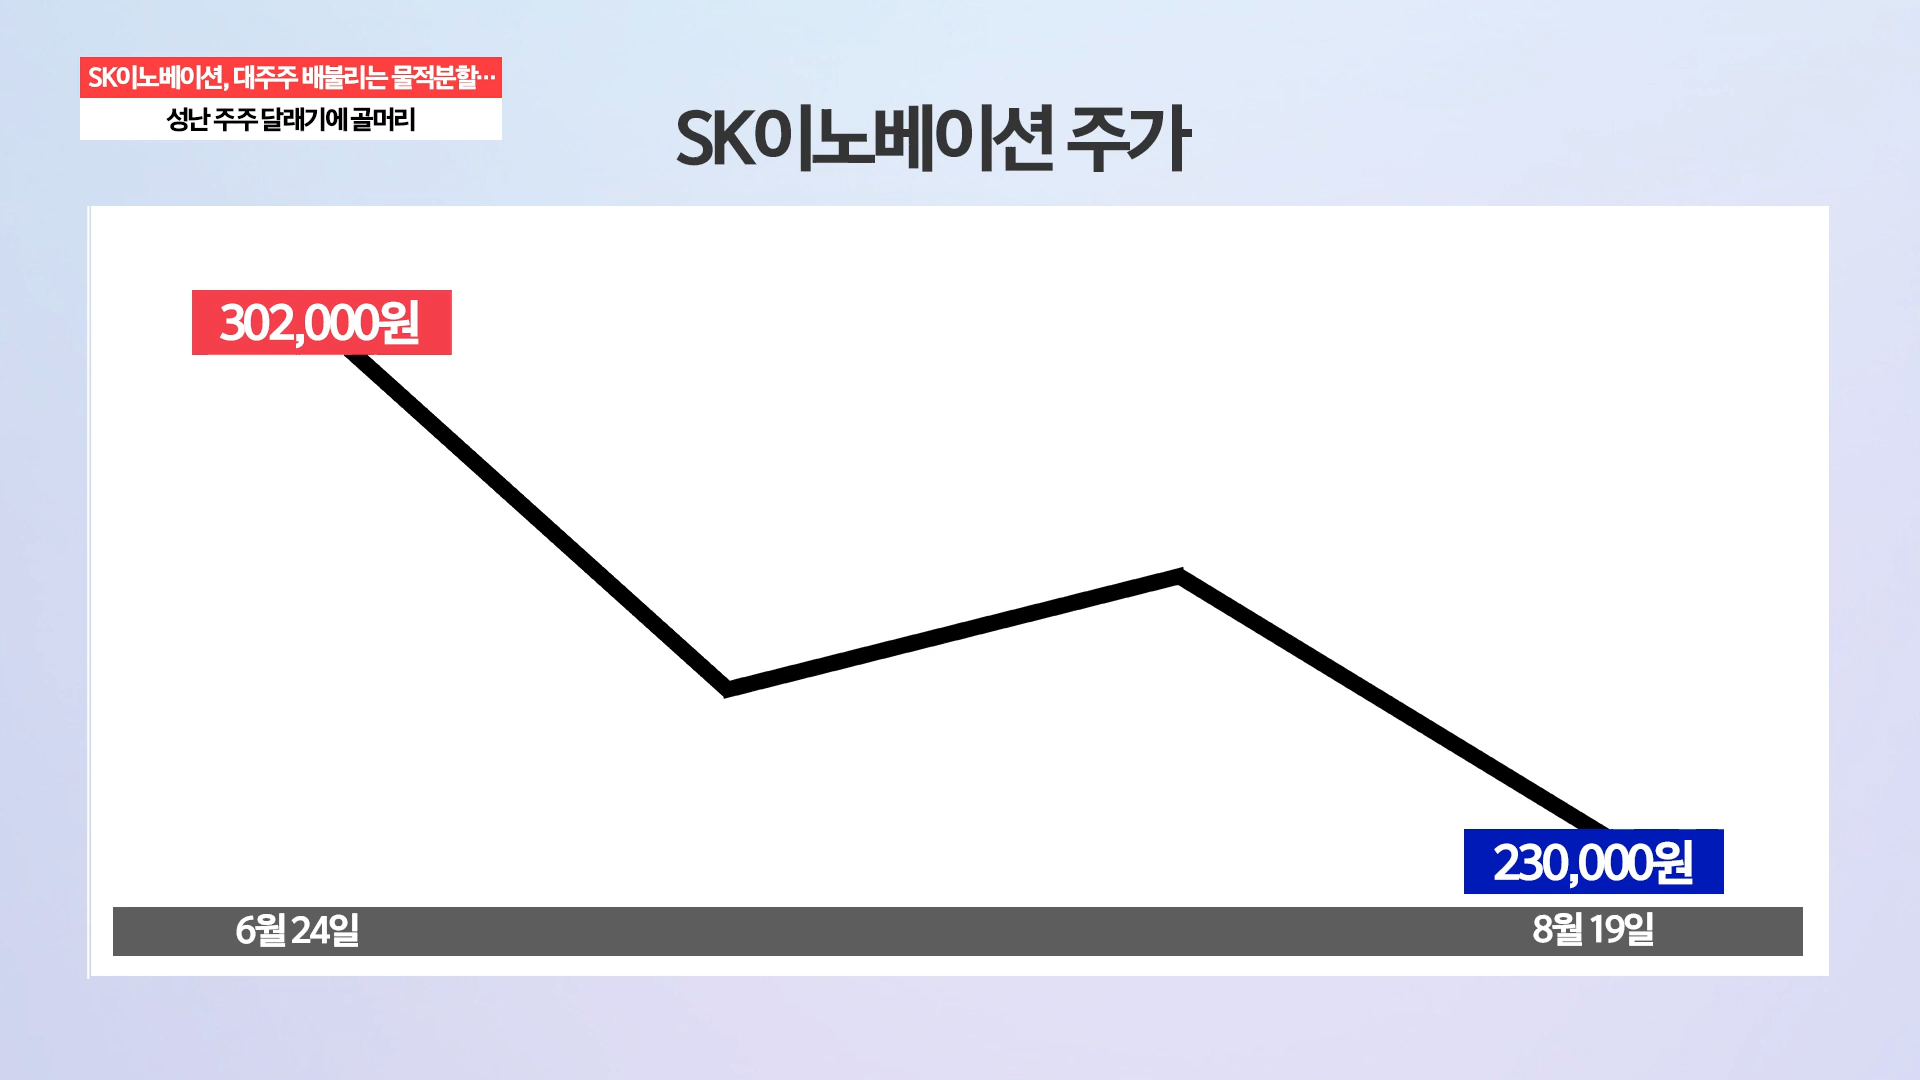 SK이노베이션, 대주주 배불리는 물적분할…
성난 주주 달래기에 골머리
SK이노베이션 주가
302,000원
230,000원
6월 24일
8월 19일